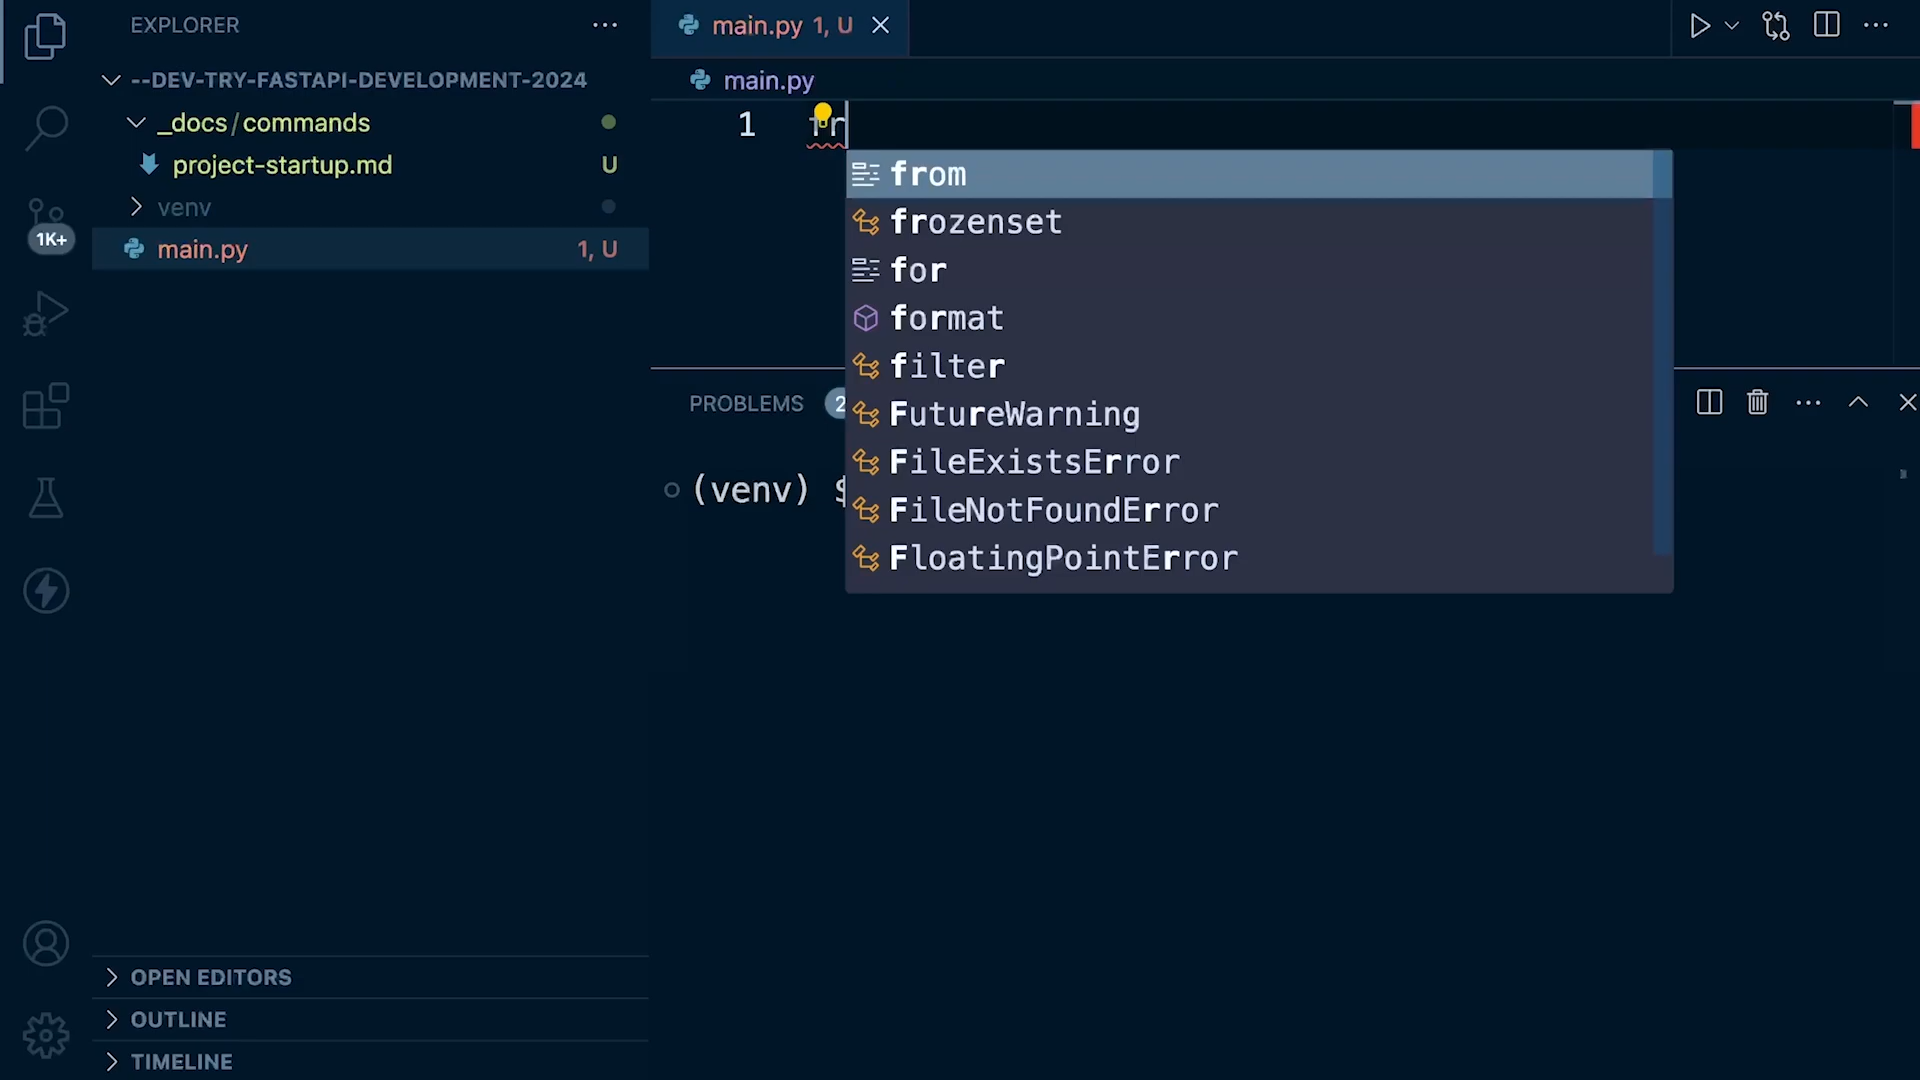 EXPLORER
--DEV-TRY-FASTAPI-DEVELOPMENT-2024
_docs/commands
project-startup.md U
venv
main.py 1, U
1K+
OPEN EDITORS
OUTLINE
TIMELINE
main.py 1, U
main.py
1 fr
from
frozenset
for
format
filter
FutureWarning
FileExistsError
FileNotFoundError
FloatingPointError
PROBLEMS 2
(venv) $